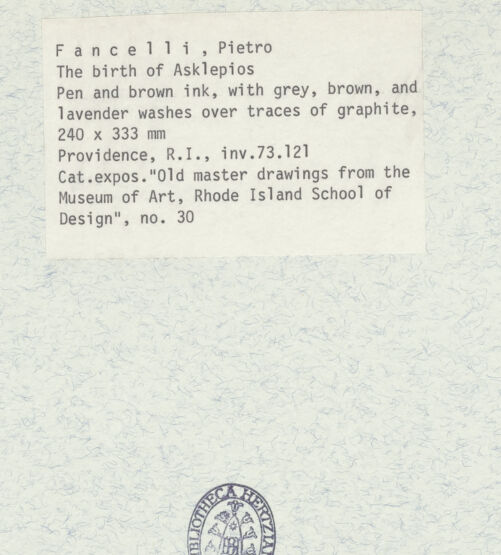 F a n c e l l i , Pietro
The birth of Asklepios
Pen and brown ink, with grey, brown, and
lavender washes over traces of graphite,
240 x 333 mm
Providence, R.I., inv.73.121
Cat.expos."Old master drawings from the
Museum of Art, Rhode Island School of
Design", no. 30
BIBLIOTHECA HERTZIAN